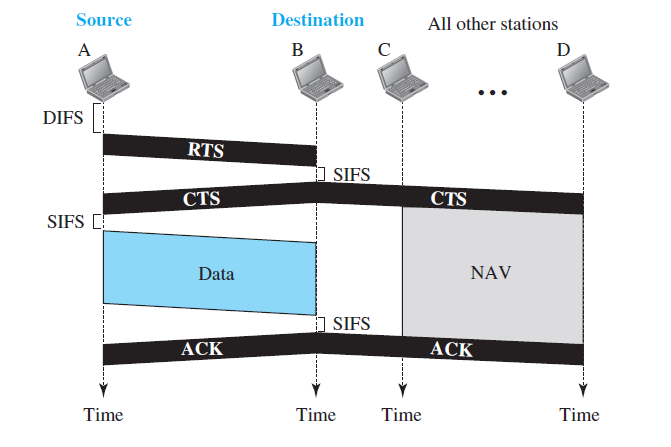 Source Destination All other stations
A B C D
DIFS
RTS
SIFS
CTS CTS
SIFS
Data NAV
SIFS
ACK ACK
Time Time Time Time